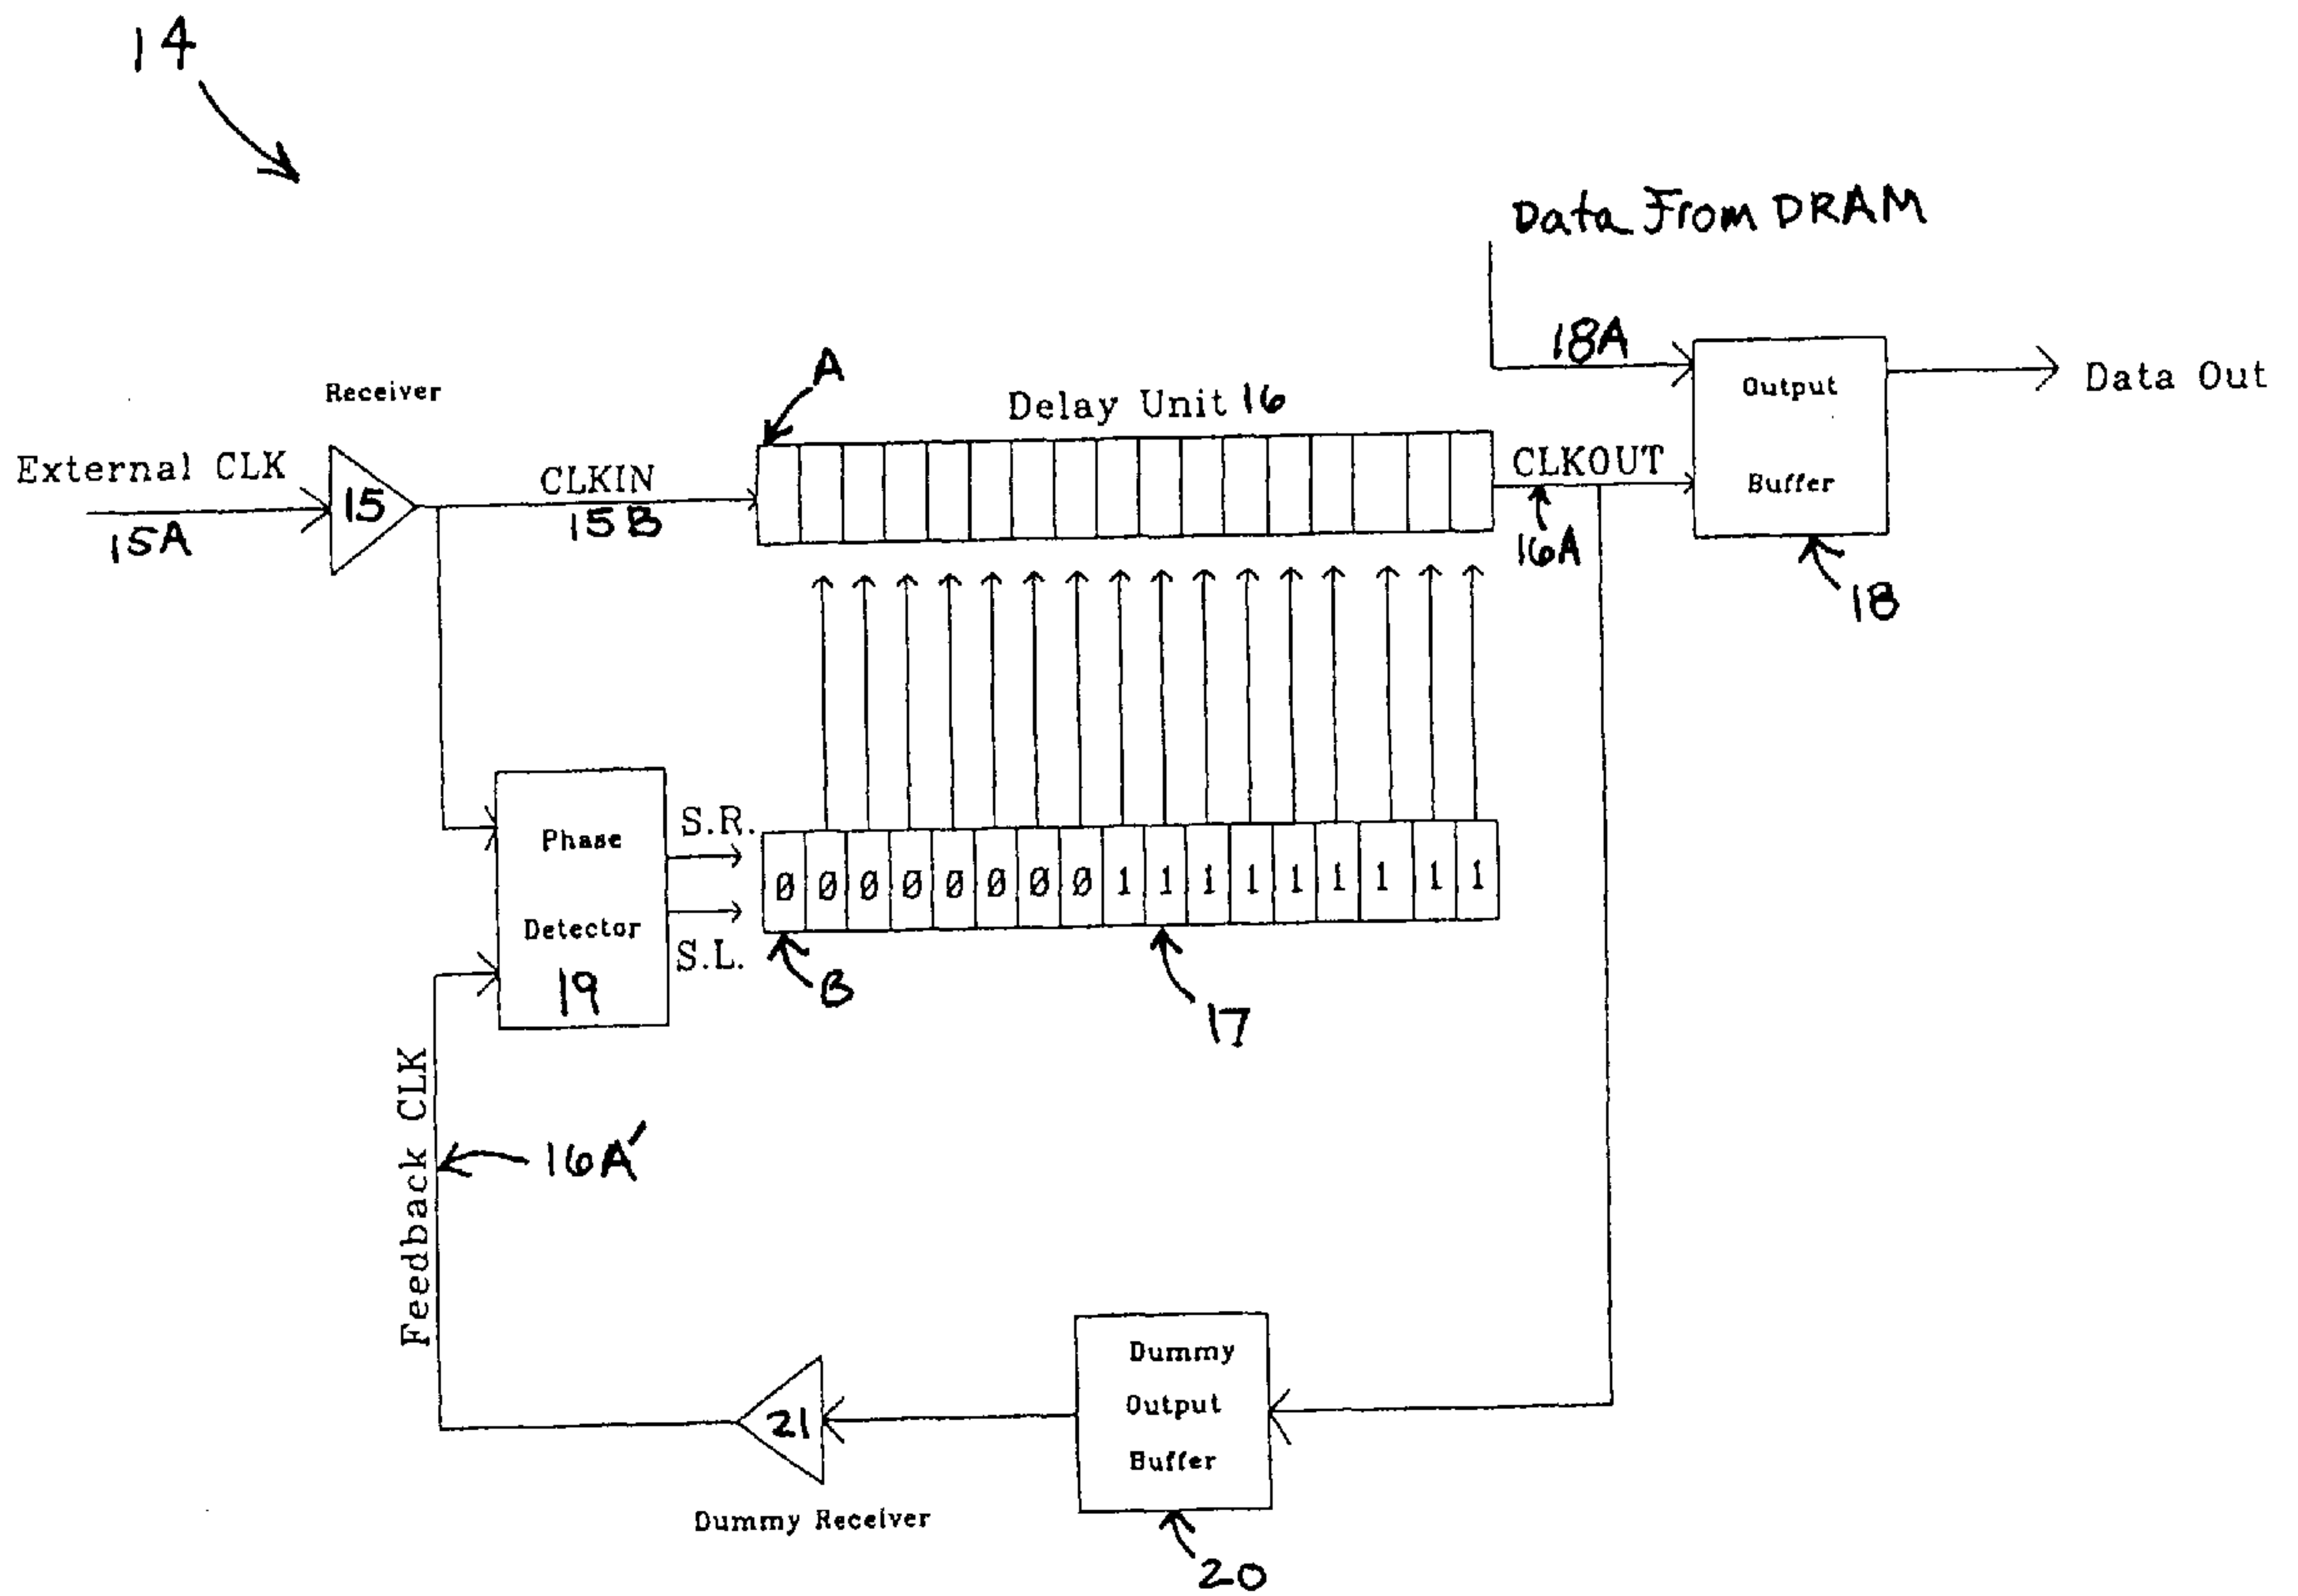 14
Data From DRAM
18A
A
Receiver
Delay Unit 16
Output
Buffer
Data Out
External CLK
15
CLKIN
CLKOUT
15A
15B
16A
18
Phase
Detector
19
S.R.
S.L.
0 0 0 0 0 0 0 0 1 1 1 1 1 1 1 1 1
B
17
Feedback CLK
16A'
21
Dummy
Output
Buffer
Dummy Receiver
20